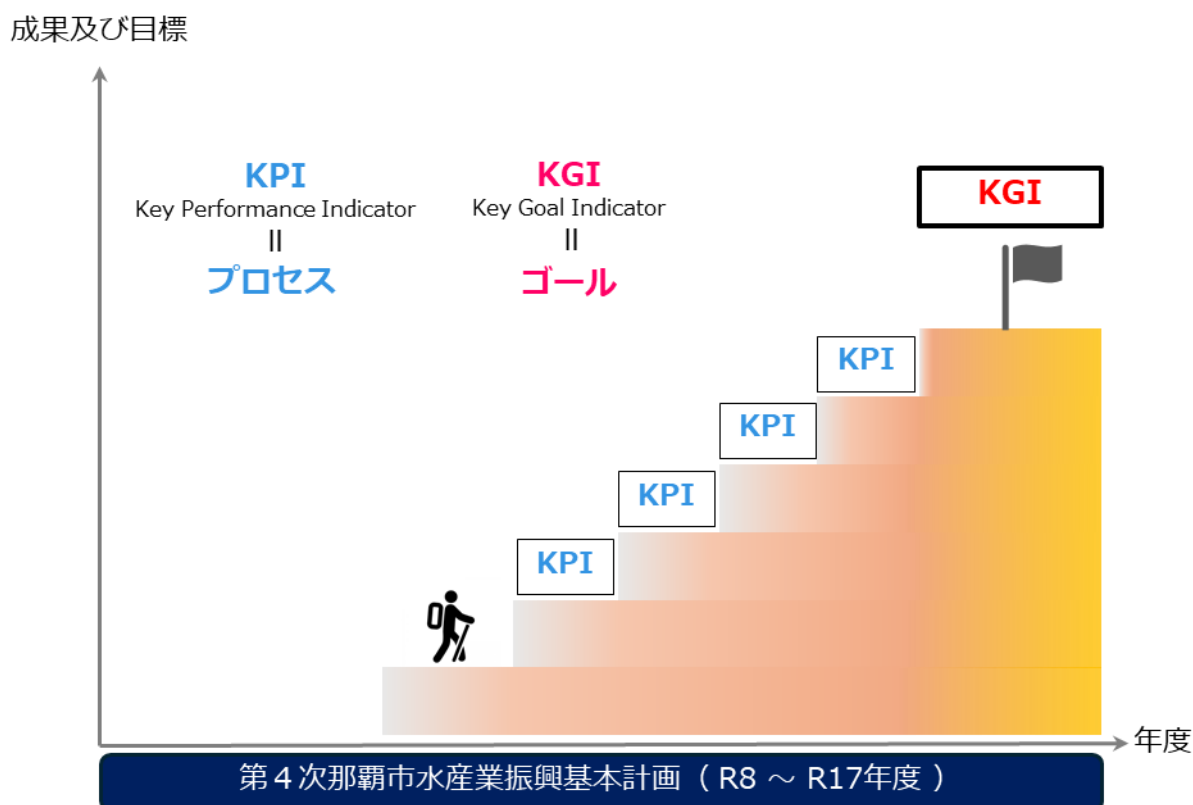 成果及び目標
KPI
Key Performance Indicator
=
プロセス
KGI
Key Goal Indicator
=
ゴール
KGI
KPI
KPI
KPI
KPI
年度
第４次那覇市水産業振興基本計画（ R8 ～ R17年度 ）